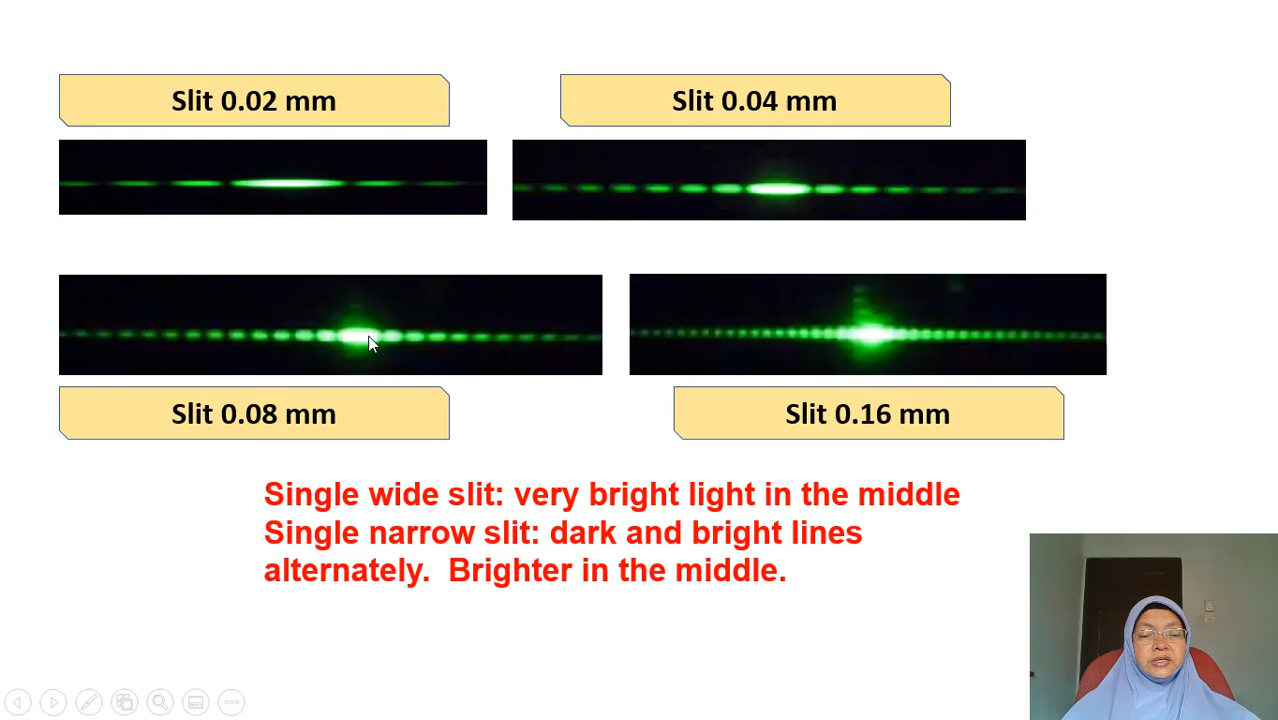 Slit 0.02 mm
Slit 0.04 mm
Slit 0.08 mm
Slit 0.16 mm
Single wide slit: very bright light in the middle
Single narrow slit: dark and bright lines
alternately.  Brighter in the middle.